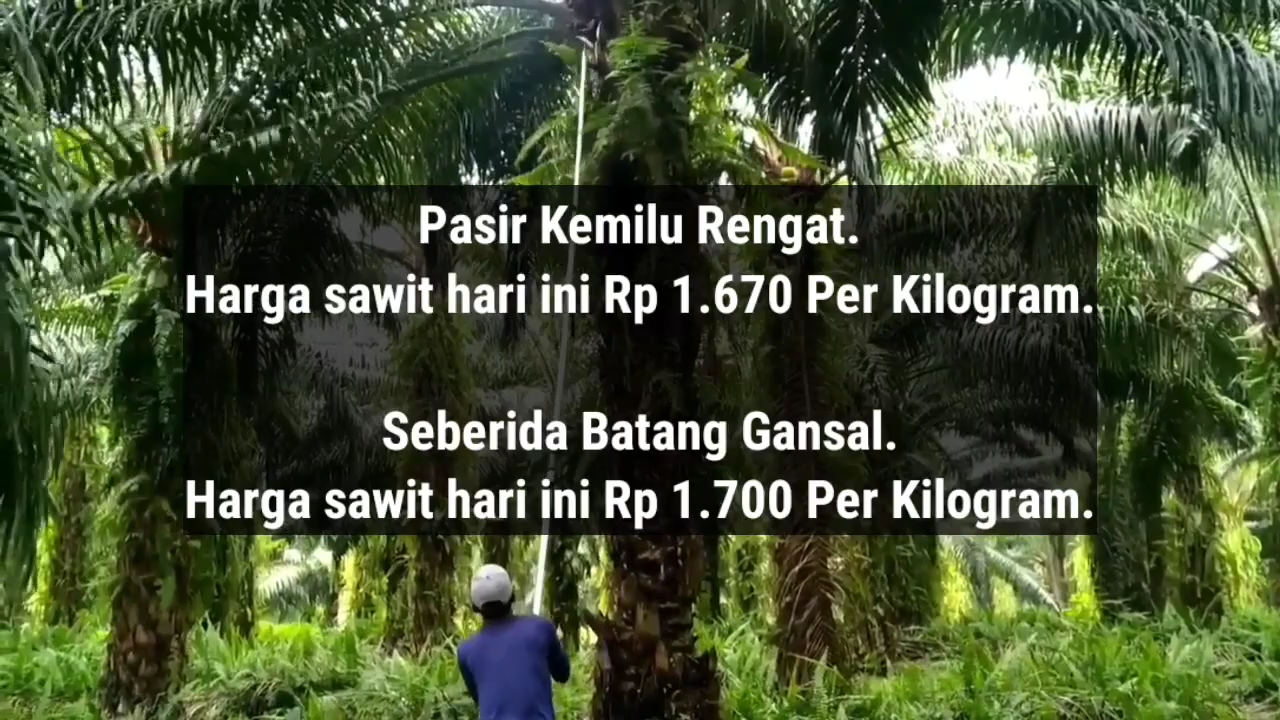 Pasir Kemilu Rengat.
Harga sawit hari ini Rp 1.670 Per Kilogram.
Seberida Batang Gansal.
Harga sawit hari ini Rp 1.700 Per Kilogram.